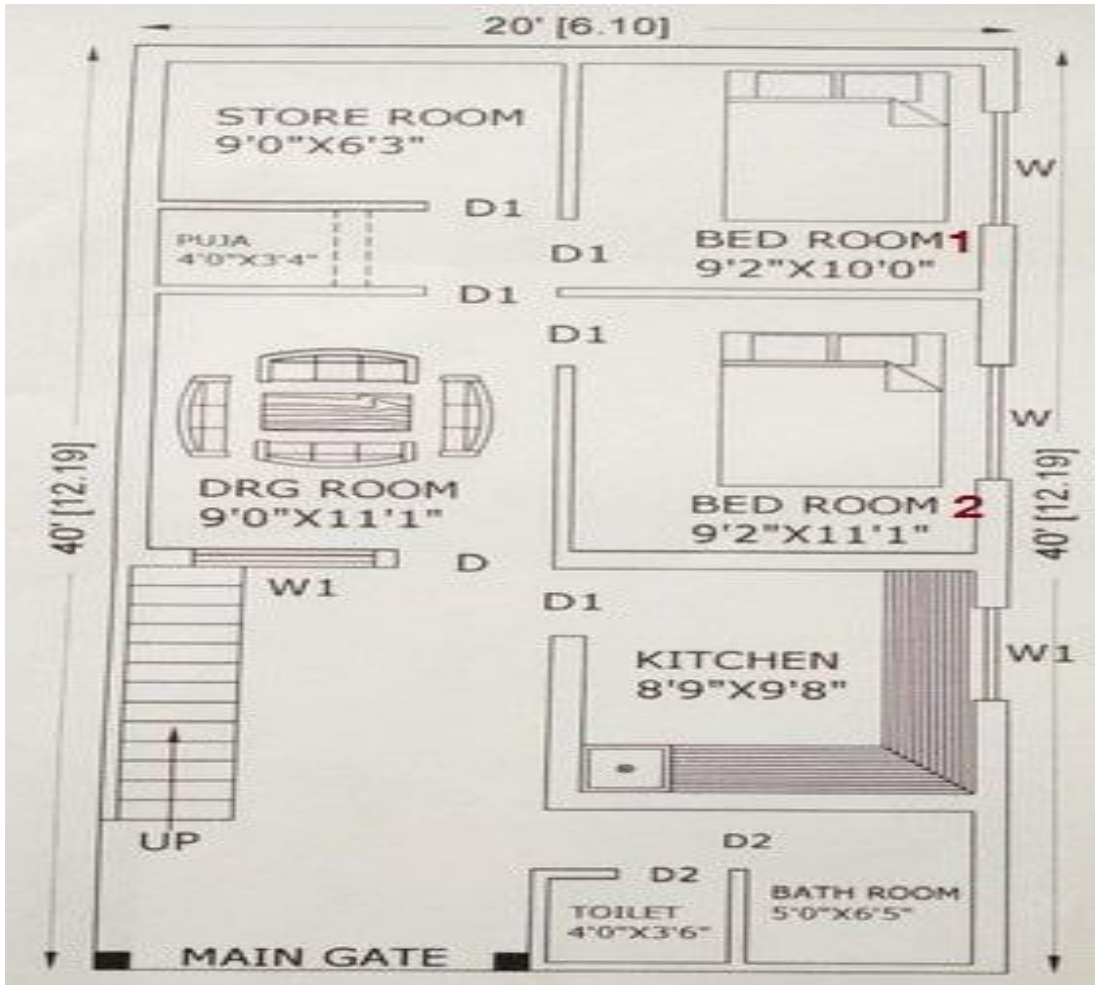 20' [6.10]
STORE ROOM
9'0"X6'3"
W
D1
PUJA
4'0"X3'4"
D1
BED ROOM 1
9'2"X10'0"
D1
D1
W
DRG ROOM
9'0"X11'1"
BED ROOM 2
9'2"X11'1"
40' [12.19]
40' [12.19]
D
W1
D1
KITCHEN
8'9"X9'8"
W1
UP
D2
D2
BATH ROOM
5'0"X6'5"
TOILET
4'0"X3'6"
MAIN GATE